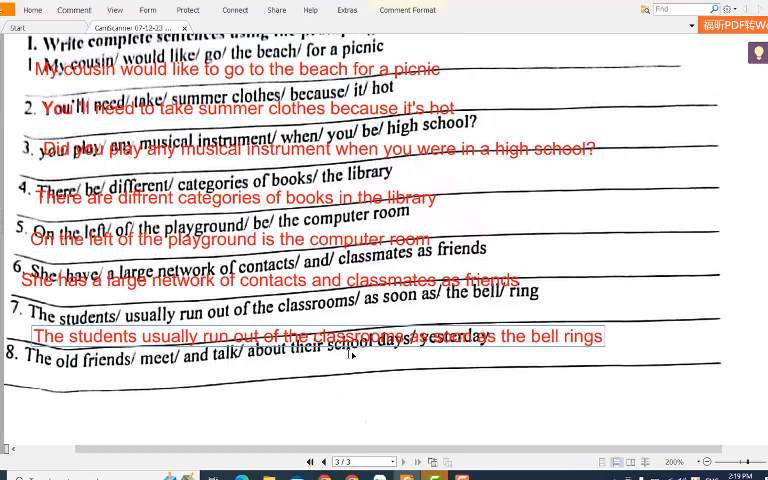 Home Comment View Form Protect Connect Share Help Extras Comment Format Find
Start CamScanner 07-12-23 ... × 福昕PDF转Wo
I. Write complete sentences using the
1 My cousin/ would like/ go/ the beach/ for a picnic
My cousin would like to go to the beach for a picnic
2. You'll need/ take/ summer clothes/ because/ it/ hot
You'll need to take summer clothes because it's hot
3. you play/ any musical instrument/ when/ you/ be/ high school?
Did you play any musical instrument when you were in a high school?
4. There/ be/ different/ categories of books/ the library
There are diffrent categories of books in the library
5. On the left/ of/ the playground/ be/ the computer room
On the left of the playground is the computer room
6. She/ have/ a large network of contacts/ and/ classmates as friends
She has a large network of contacts and classmates as friends
7. The students/ usually run out of the classrooms/ as soon as/ the bell/ ring
The students usually run out of the classrooms as soon as the bell rings
8. The old friends/ meet/ and talk/ about their school days/ yesterday
3 / 3 200%
2:19 PM